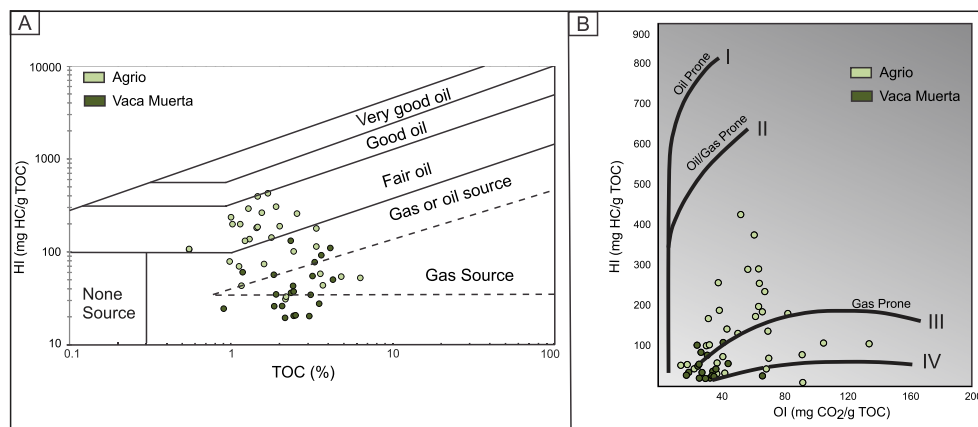 A
Agrio
Vaca Muerta
10000
1000
100
10
HI (mg HC/g TOC)
Very good oil
Good oil
Fair oil
Gas or oil source
Gas Source
None
Source
0.1
1
10
100
TOC (%)
B
900
800
700
600
500
400
300
200
100
HI (mg HC/g TOC)
Oil Prone
I
Oil/Gas Prone
II
Agrio
Vaca Muerta
Gas Prone
III
IV
40
80
120
160
200
OI (mg CO₂/g TOC)